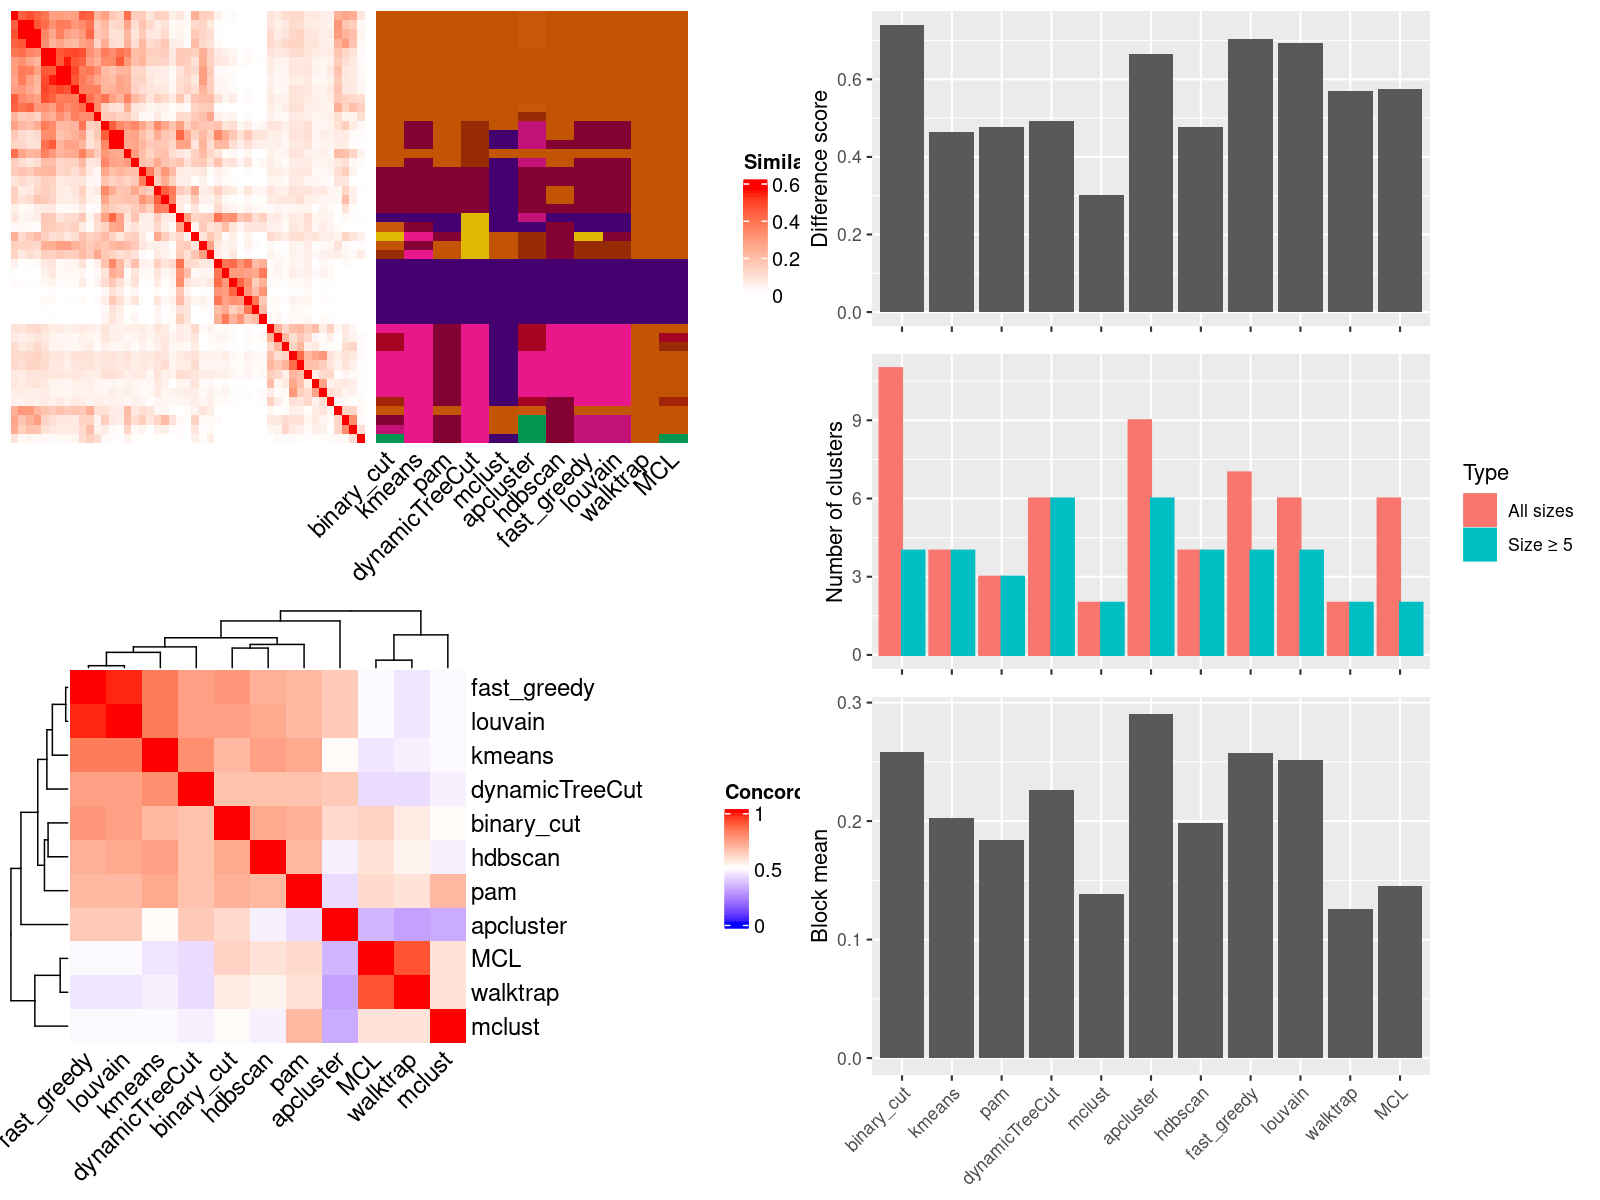 Simila
0.6
0.4
0.2
0
binary_cut
kmeans
pam
dynamicTreeCut
mclust
apcluster
hdbscan
fast_greedy
louvain
walktrap
MCL
fast_greedy
louvain
kmeans
dynamicTreeCut
binary_cut
hdbscan
pam
apcluster
MCL
walktrap
mclust
Concord
1
0.5
0
fast_greedy
louvain
kmeans
dynamicTreeCut
binary_cut
hdbscan
pam
apcluster
MCL
walktrap
mclust
Difference score
0.6
0.4
0.2
0.0
Number of clusters
9
6
3
0
Type
All sizes
Size ≥ 5
Block mean
0.3
0.2
0.1
0.0
binary_cut
kmeans
pam
dynamicTreeCut
mclust
apcluster
hdbscan
fast_greedy
louvain
walktrap
MCL